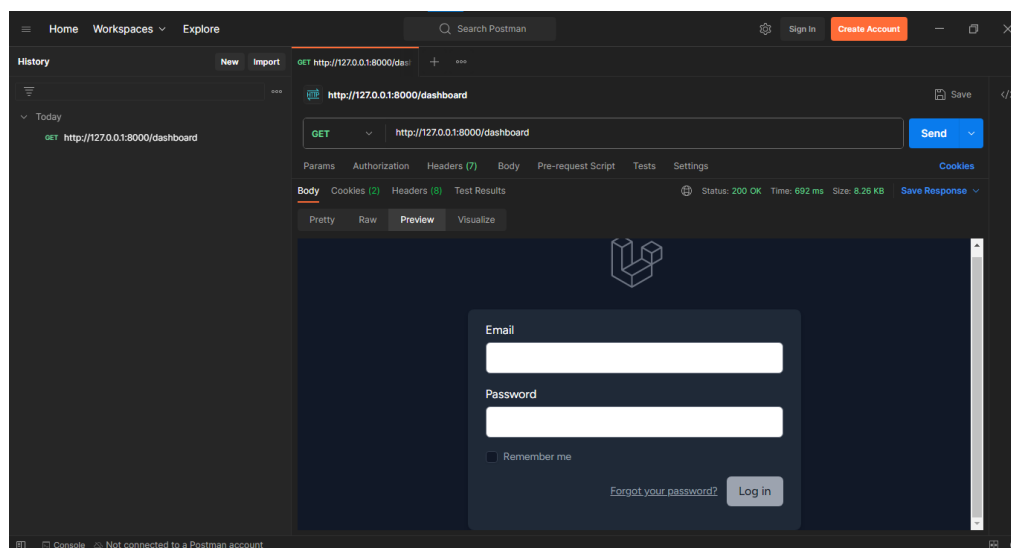 Home Workspaces Explore Search Postman Sign In Create Account
History New Import GET http://127.0.0.1:8000/das
http://127.0.0.1:8000/dashboard Save
Today
GET http://127.0.0.1:8000/dashboard
GET http://127.0.0.1:8000/dashboard Send
Params Authorization Headers (7) Body Pre-request Script Tests Settings Cookies
Body Cookies (2) Headers (8) Test Results Status: 200 OK Time: 692 ms Size: 8.26 KB Save Response
Pretty Raw Preview Visualize
Email
Password
Remember me
Forgot your password? Log in
Console Not connected to a Postman account